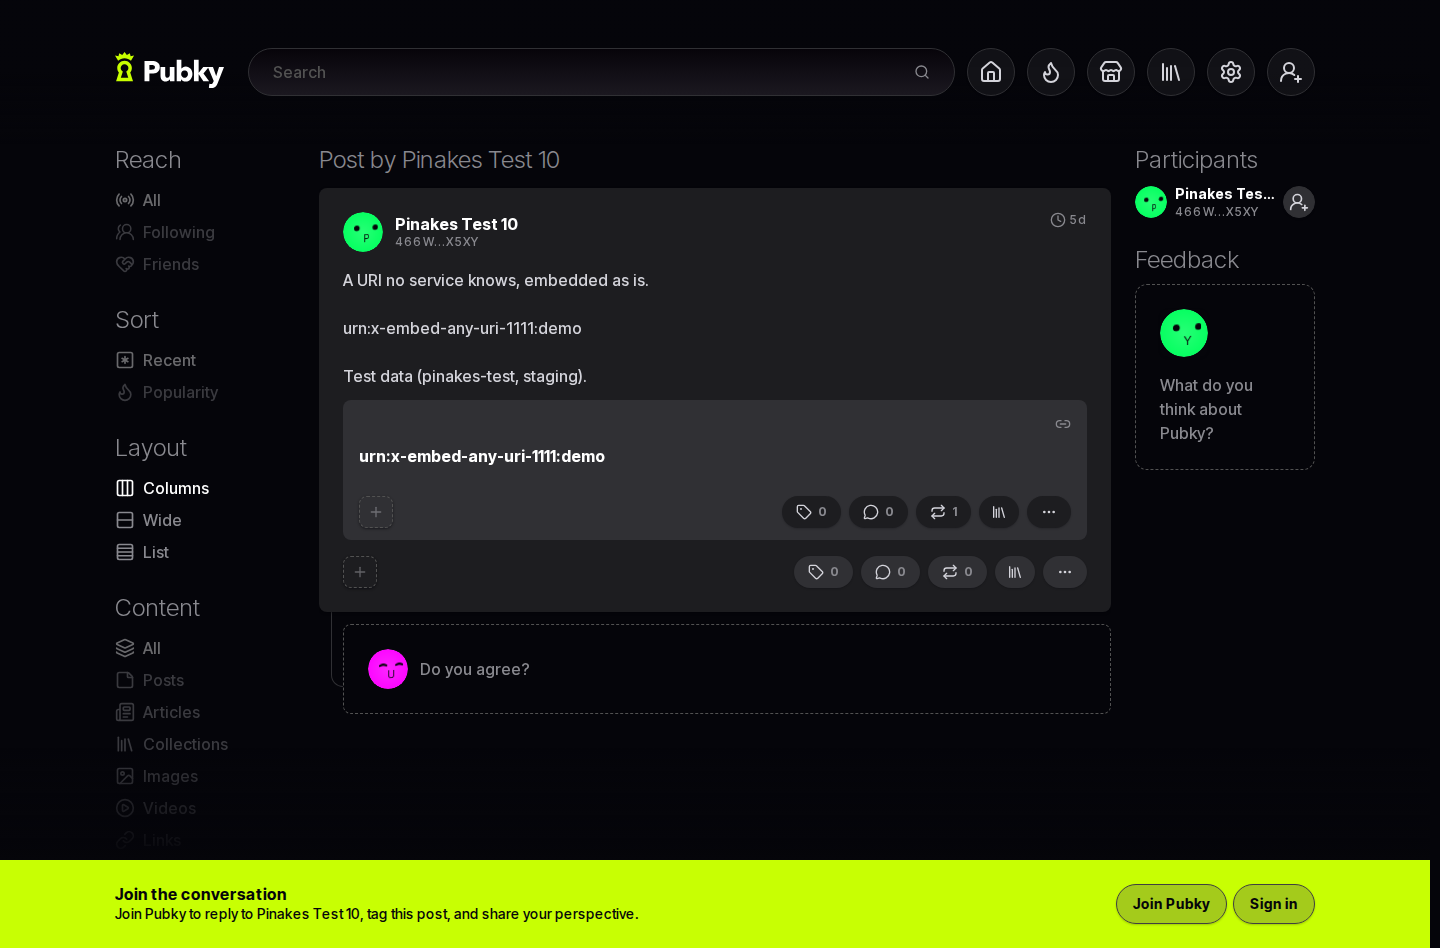 Pubky
Search
Reach
All
Following
Friends
Sort
Recent
Popularity
Layout
Columns
Wide
List
Content
All
Posts
Articles
Collections
Images
Videos
Links
Post by Pinakes Test 10
P
Pinakes Test 10
466W...X5XY
5d
A URI no service knows, embedded as is.
urn:x-embed-any-uri-1111:demo
Test data (pinakes-test, staging).
urn:x-embed-any-uri-1111:demo
0 0 1
0 0 0
U
Do you agree?
Participants
P
Pinakes Tes...
466W...X5XY
Feedback
Y
What do you
think about
Pubky?
Join the conversation
Join Pubky to reply to Pinakes Test 10, tag this post, and share your perspective.
Join Pubky
Sign in